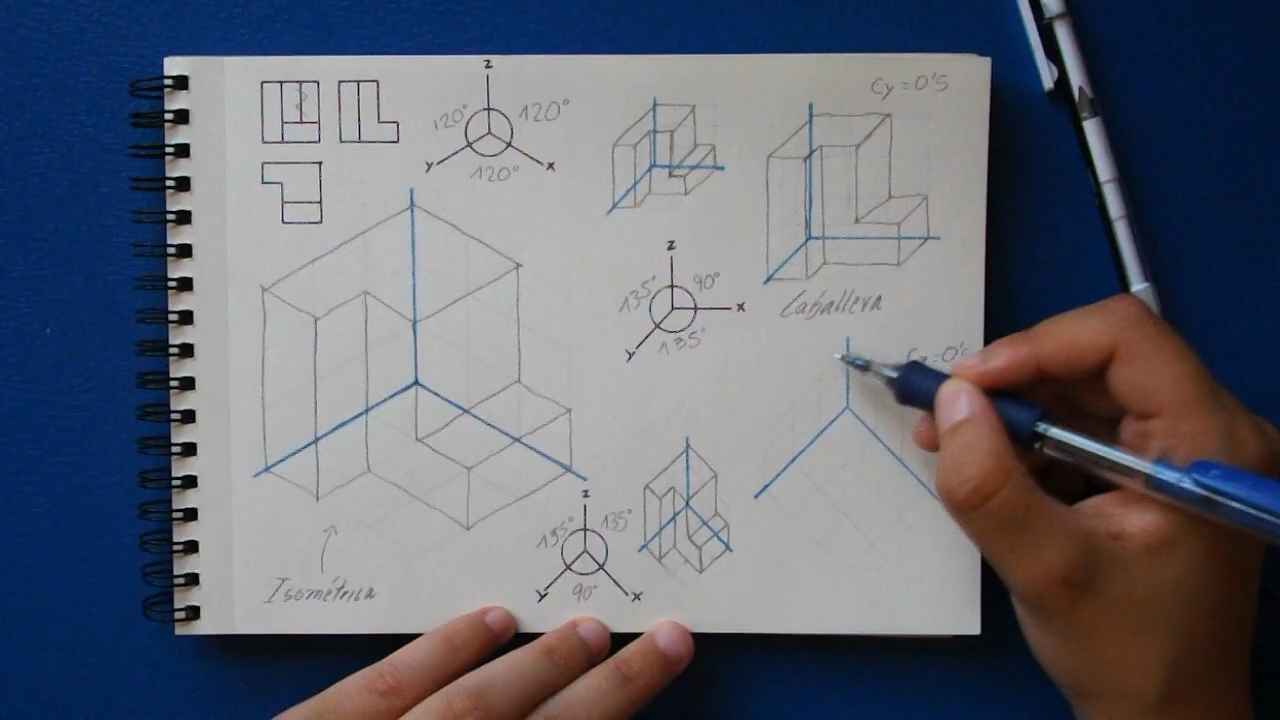 Z
120°
120°
Y
X
120°
Cy = 0'5
Z
135°
90°
X
Y
135°
Caballera
Z
135°
135°
Y
X
90°
Isométrica